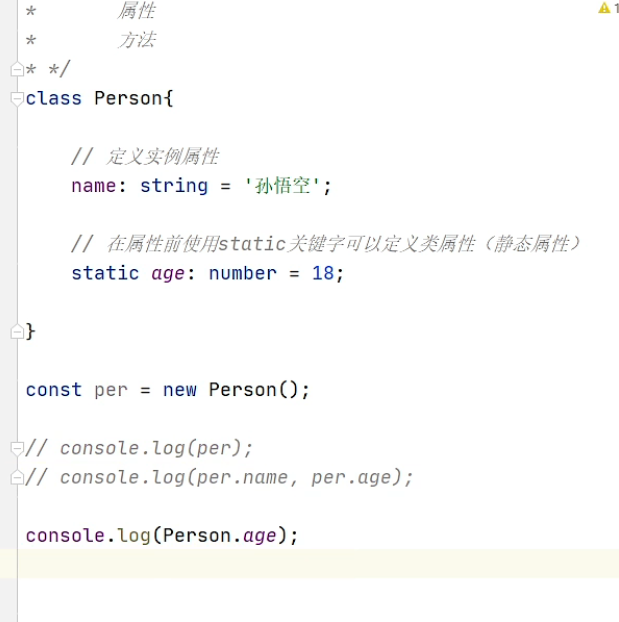 * 属性
* 方法
* */
class Person{
// 定义实例属性
name: string = '孙悟空';
// 在属性前使用static关键字可以定义类属性（静态属性）
static age: number = 18;
}
const per = new Person();
// console.log(per);
// console.log(per.name, per.age);
console.log(Person.age);
1